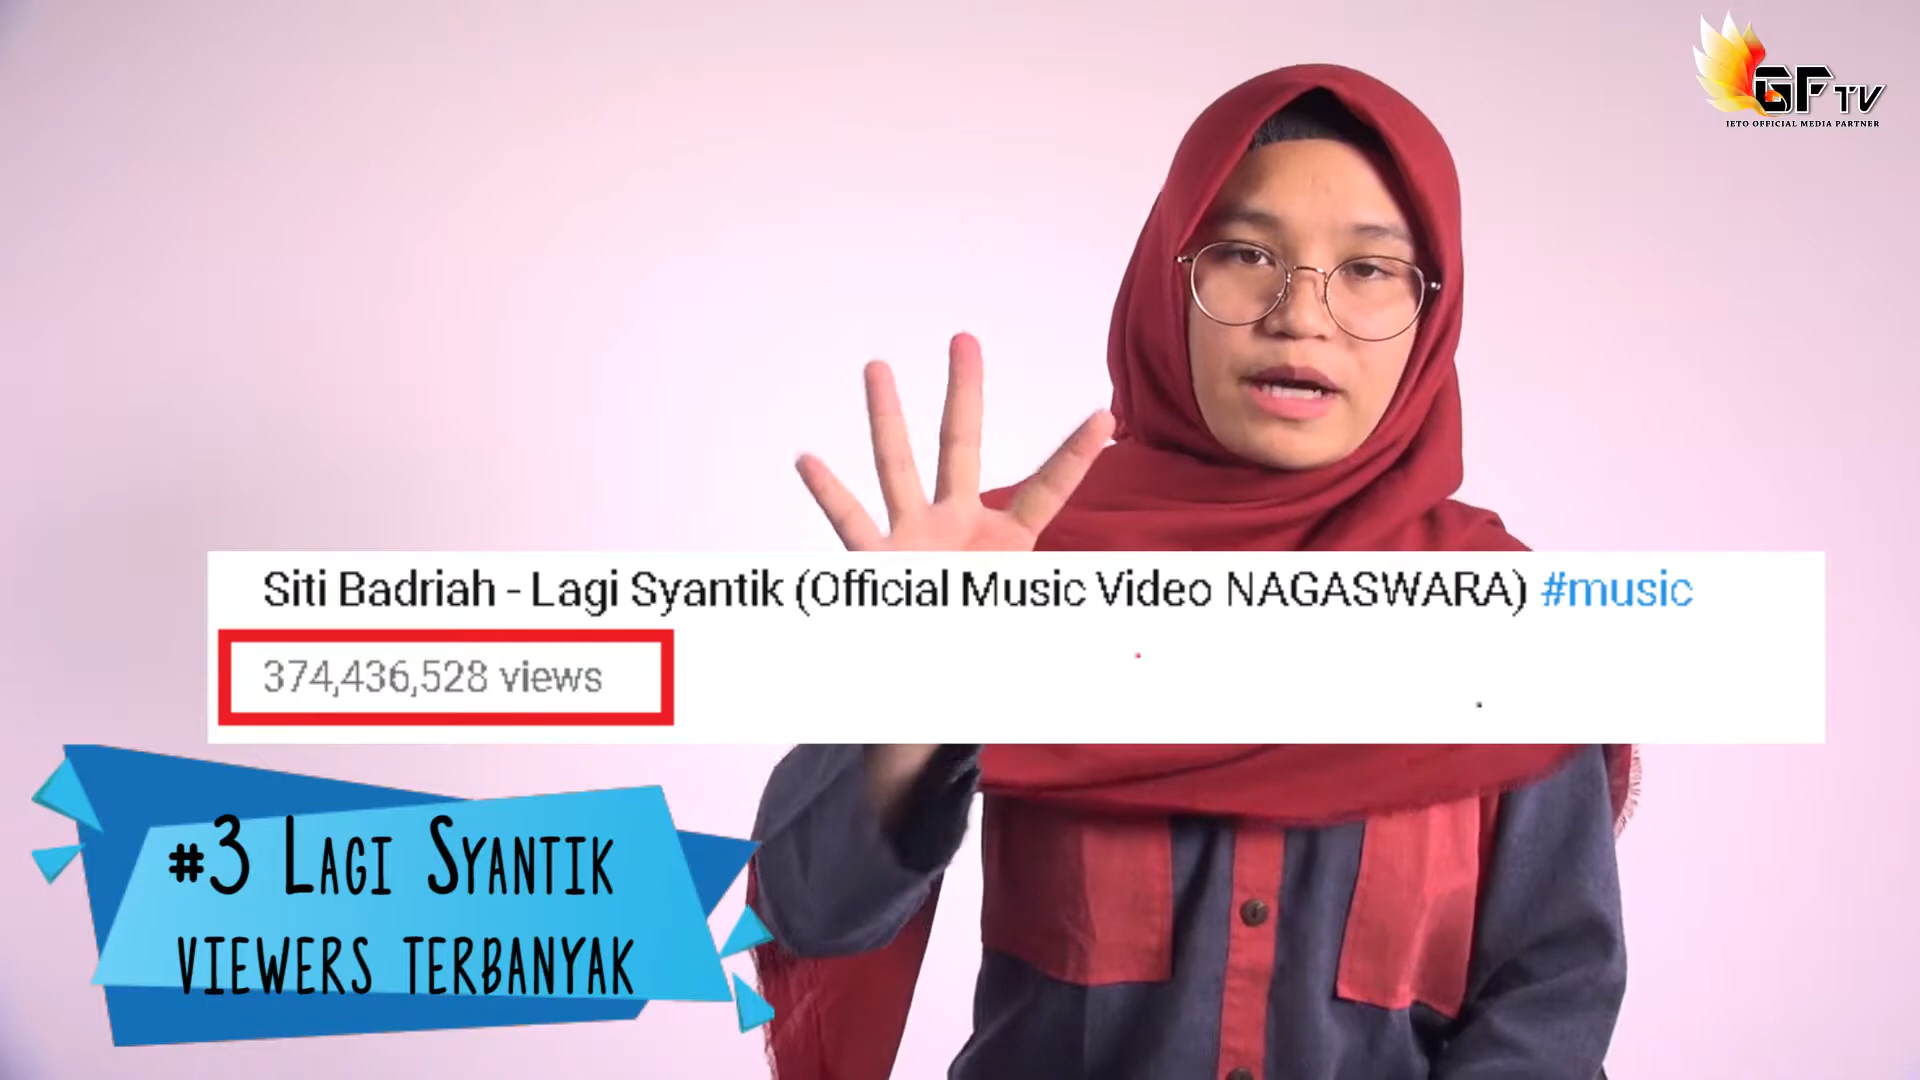 GF TV
IETO OFFICIAL MEDIA PARTNER
Siti Badriah - Lagi Syantik (Official Music Video NAGASWARA) #music
374,436,528 views
#3 LAGI SYANTIK
VIEWERS TERBANYAK